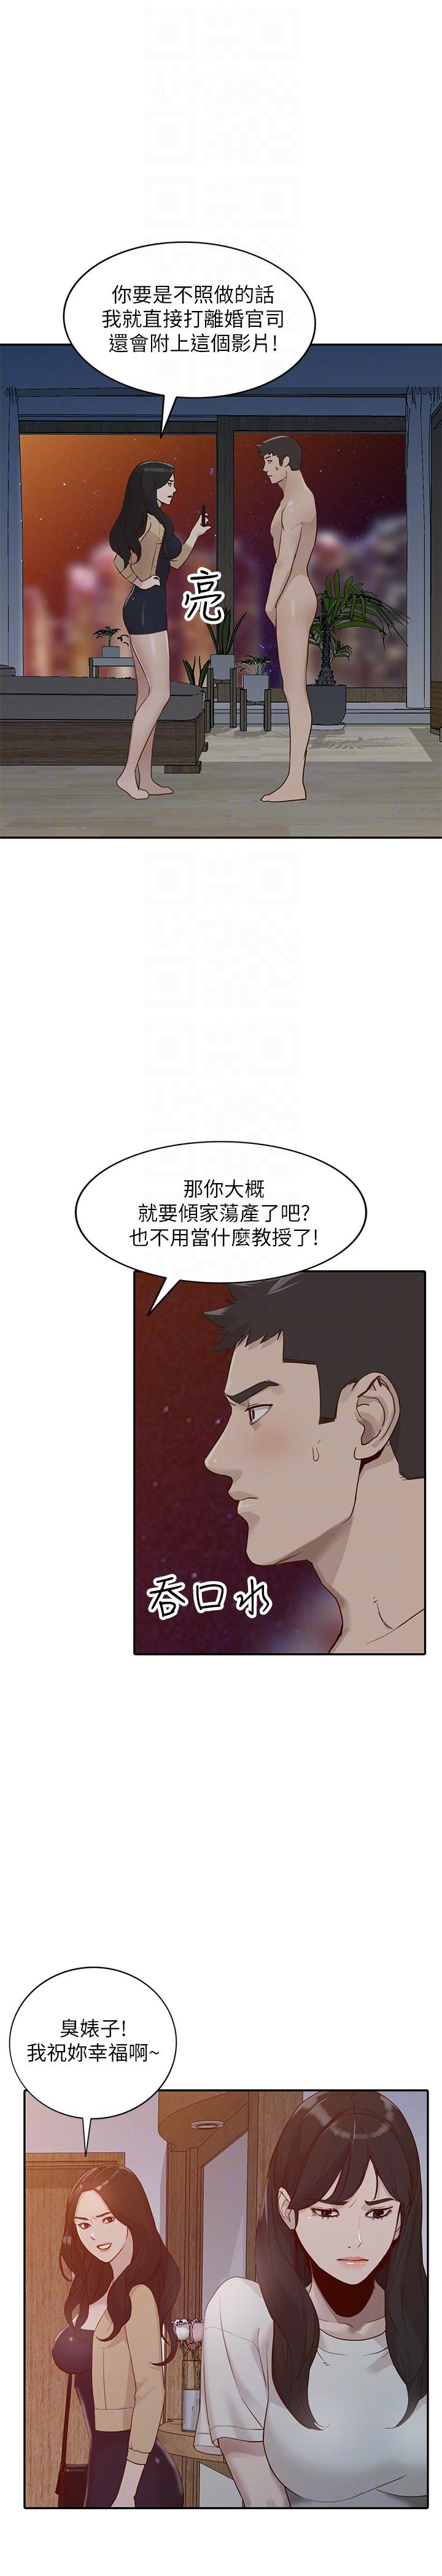 你要是不照做的話
我就直接打離婚官司
還會附上這個影片!
亮
那你大概
就要傾家蕩產了吧?
也不用當什麼教授了!
吞口水
臭婊子!
我祝妳幸福啊~